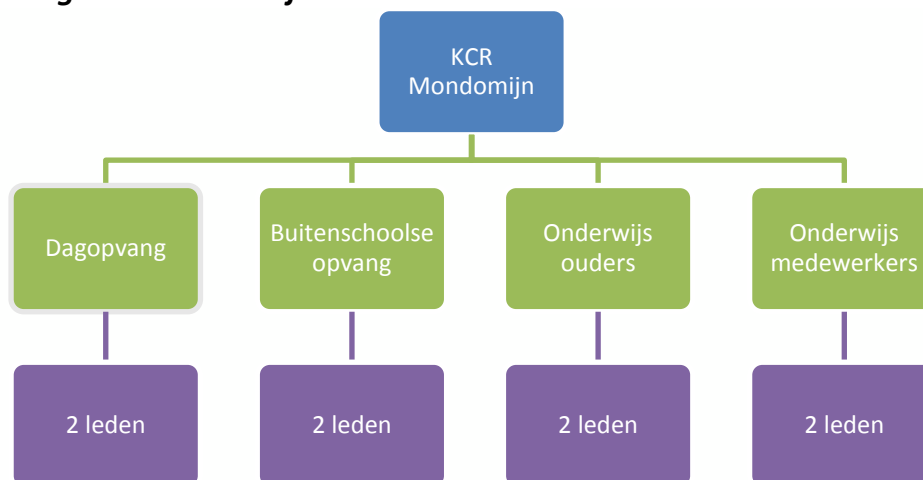 KCR
Mondomijn
Dagopvang
Buitenschoolse
opvang
Onderwijs
ouders
Onderwijs
medewerkers
2 leden
2 leden
2 leden
2 leden